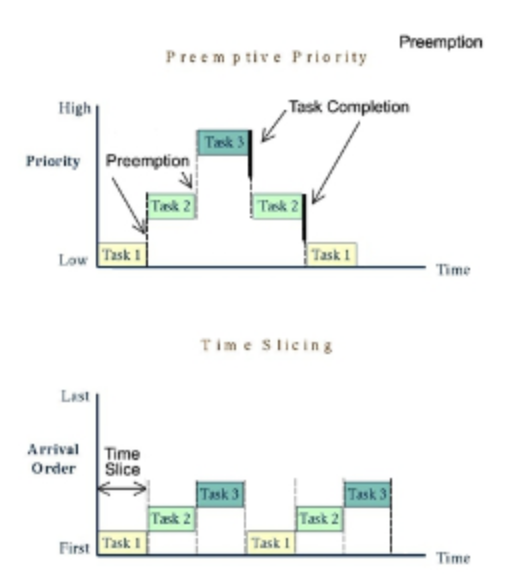 Preemption
Preemptive Priority
High
Task Completion
Task 3
Priority
Preemption
Task 2
Task 2
Low
Task 1
Task 1
Time
Time Slicing
Last
Arrival
Order
Time
Slice
Task 3
Task 3
Task 2
Task 2
First
Task 1
Task 1
Time